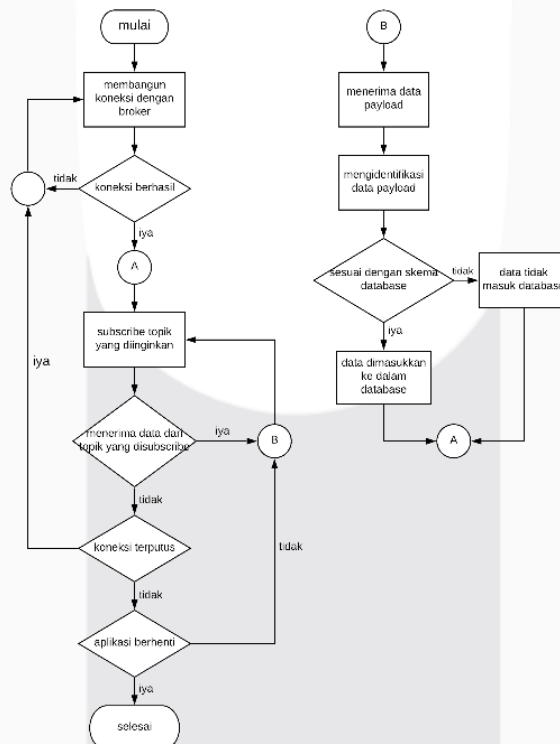 mulai
membangun
koneksi dengan
broker
koneksi berhasil
tidak
iya
A
subscribe topik
yang diinginkan
menerima data dari
topik yang disubscribe
iya
B
tidak
koneksi terputus
iya
tidak
aplikasi berhenti
tidak
iya
selesai
B
menerima data
payload
mengidentifikasi
data payload
sesuai dengan skema
database
tidak
data tidak
masuk database
iya
data dimasukkan
ke dalam
database
A